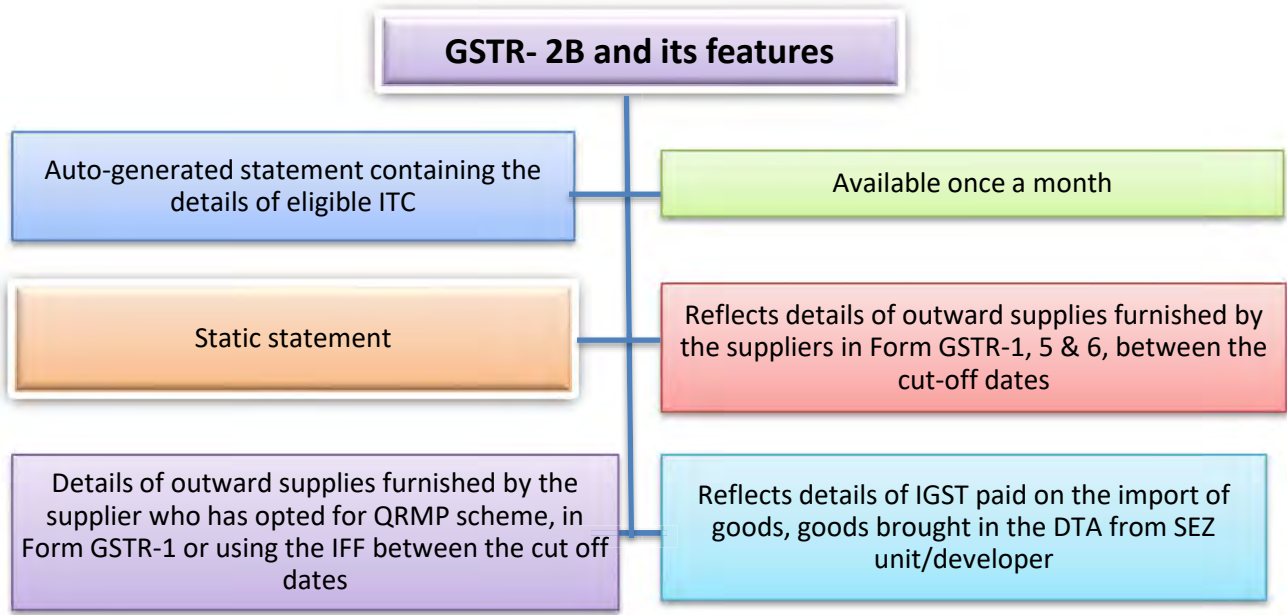 GSTR- 2B and its features
Auto-generated statement containing the
details of eligible ITC
Available once a month
Static statement
Reflects details of outward supplies furnished by
the suppliers in Form GSTR-1, 5 & 6, between the
cut-off dates
Details of outward supplies furnished by the
supplier who has opted for QRMP scheme, in
Form GSTR-1 or using the IFF between the cut off
dates
Reflects details of IGST paid on the import of
goods, goods brought in the DTA from SEZ
unit/developer